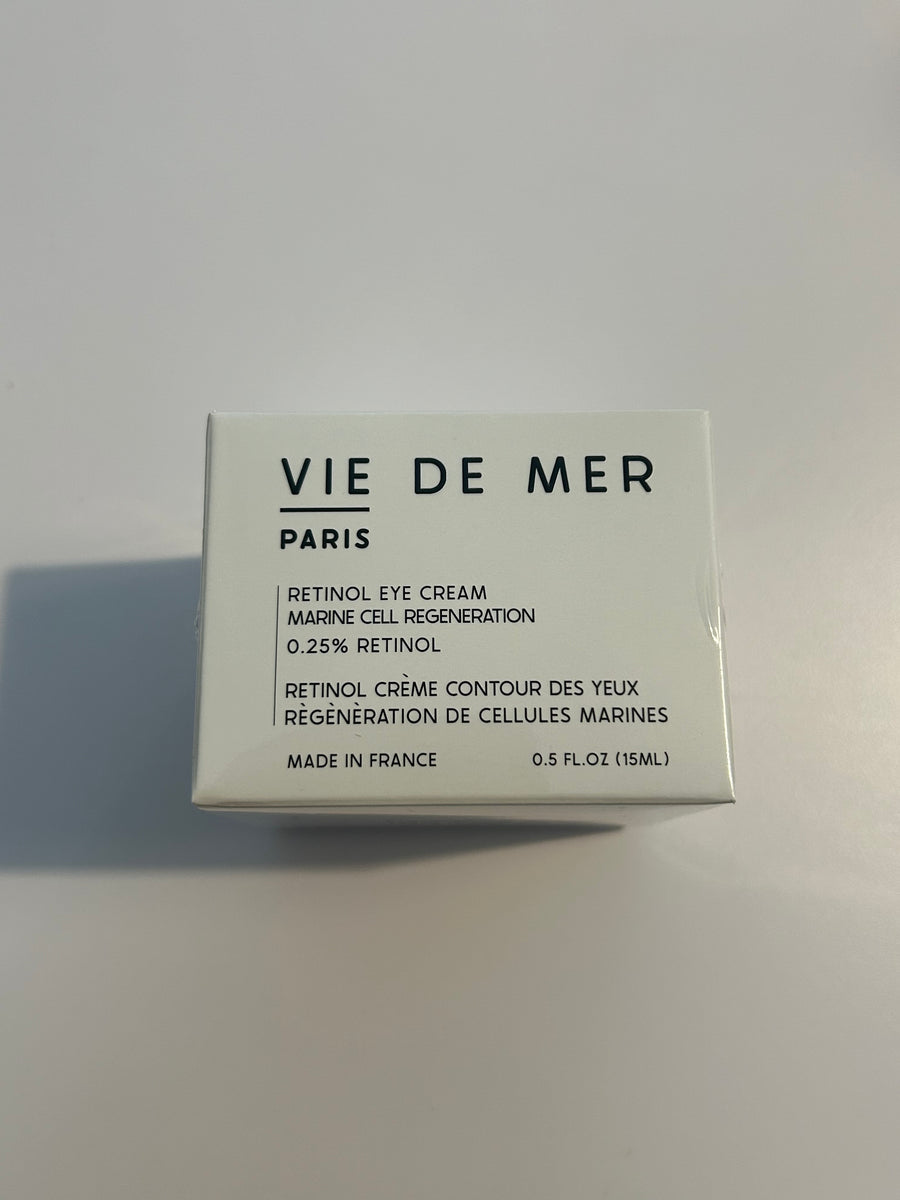 VIE DE MER
PARIS
RETINOL EYE CREAM
MARINE CELL REGENERATION
0.25% RETINOL
RETINOL CRÈME CONTOUR DES YEUX
RÈGÈNÈRATION DE CELLULES MARINES
MADE IN FRANCE 0.5 FL.OZ (15ML)